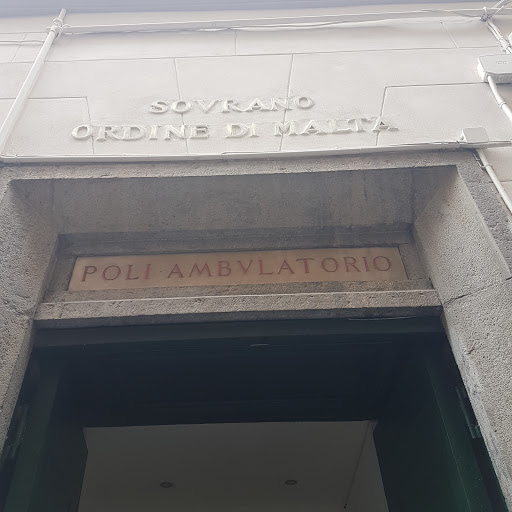 SOVRANO
ORDINE DI MALTA
POLI·AMBVLATORIO